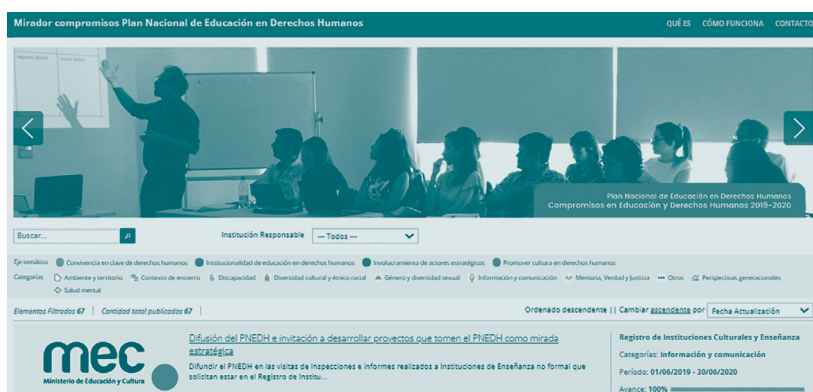 Mirador compromisos Plan Nacional de Educación en Derechos Humanos
QUÉ ES CÓMO FUNCIONA CONTACTO
Agosto, 2019 Junio 2020
Plan Nacional de Educación en Derechos Humanos
Compromisos en Educación y Derechos Humanos 2019-2020
Buscar...
Institución Responsable --- Todos ---
Eje temático Convivencia en clave de derechos humanos Institucionalidad de educación en derechos humanos Involucramiento de actores estratégicos Promover cultura en derechos humanos
Categorías Ambiente y territorio Contexto de encierro Discapacidad Diversidad cultural y étnico racial Género y diversidad sexual Información y comunicación Memoria, Verdad y Justicia Otros Perspectivas generacionales
Salud mental
Elementos Filtrados 67 | Cantidad total publicados 67 |
Ordenado descendente || Cambiar ascendente por Fecha Actualización
mec
Ministerio de Educación y Cultura
Difusión del PNEDH e invitación a desarrollar proyectos que tomen el PNEDH como mirada
estratégica
Difundir el PNEDH en las visitas de Inspecciones e informes realizados a Instituciones de Enseñanza no formal que
solicitan estar en el Registro de Institu...
Registro de Instituciones Culturales y Enseñanza
Categorías: Información y comunicación
Período: 01/06/2019 - 30/06/2020
Avance: 100%